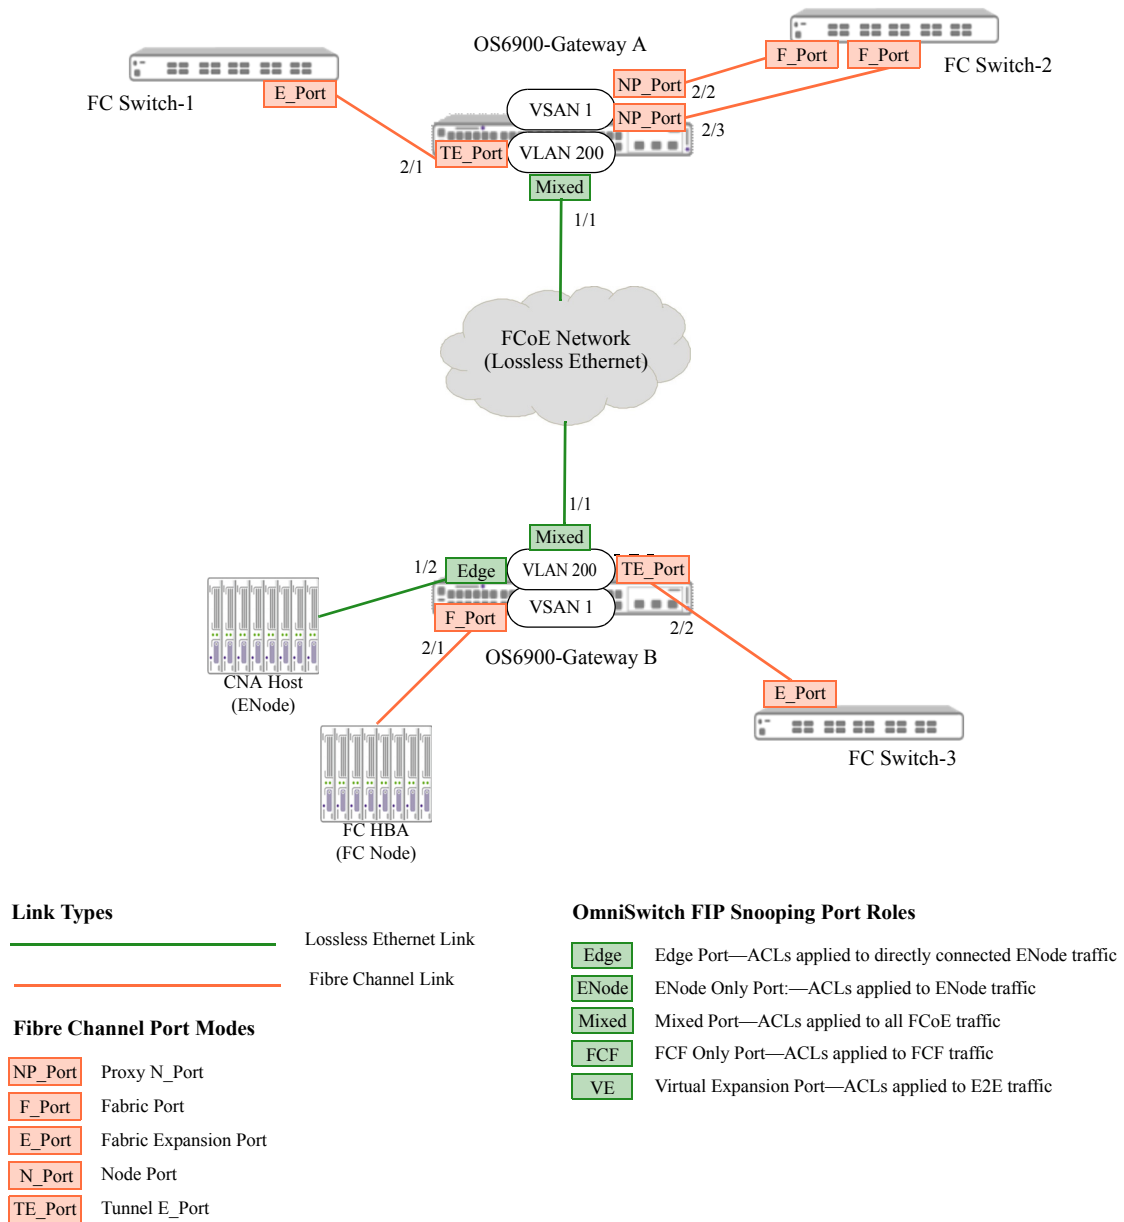 OS6900-Gateway A
F_Port
F_Port
FC Switch-2
FC Switch-1
E_Port
NP_Port
2/2
VSAN 1
NP_Port
2/3
TE_Port
VLAN 200
2/1
Mixed
1/1
FCoE Network
(Lossless Ethernet)
1/1
Mixed
1/2
Edge
VLAN 200
TE_Port
F_Port
VSAN 1
2/1
2/2
OS6900-Gateway B
CNA Host
(ENode)
E_Port
FC Switch-3
FC HBA
(FC Node)
Link Types
Lossless Ethernet Link
Fibre Channel Link
Fibre Channel Port Modes
NP_Port Proxy N_Port
F_Port Fabric Port
E_Port Fabric Expansion Port
N_Port Node Port
TE_Port Tunnel E_Port
OmniSwitch FIP Snooping Port Roles
Edge Edge Port—ACLs applied to directly connected ENode traffic
ENode ENode Only Port:—ACLs applied to ENode traffic
Mixed Mixed Port—ACLs applied to all FCoE traffic
FCF FCF Only Port—ACLs applied to FCF traffic
VE Virtual Expansion Port—ACLs applied to E2E traffic